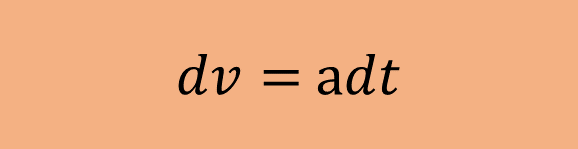 dv = adt